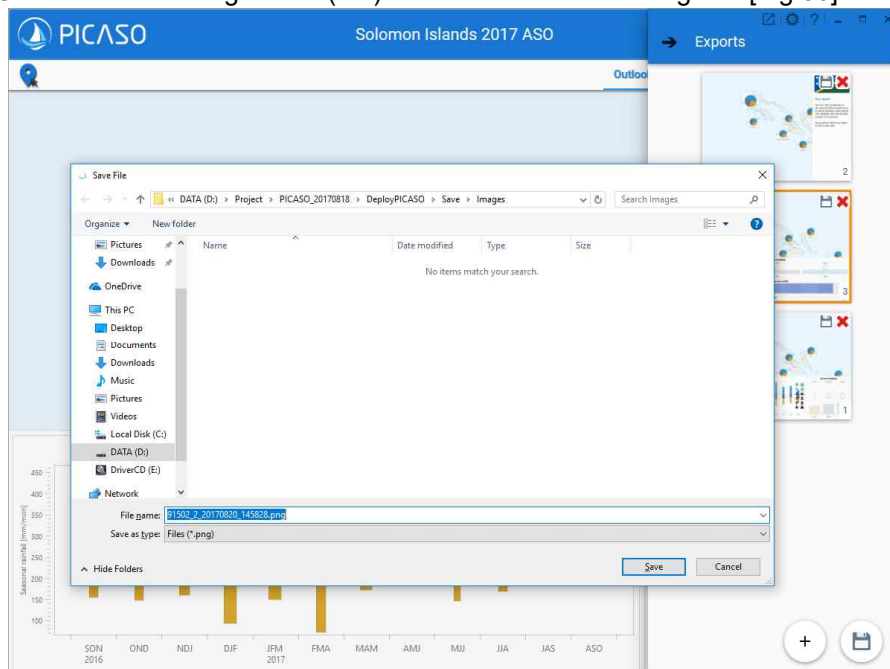 PICASO
Solomon Islands 2017 ASO
Exports
Outloo
2
Save File
« DATA (D:) › Project › PICASO_20170818. › DeployPICASO › Save › Images
Search Images
Organize
New folder
Name
Date modified
Type
Size
No items match your search.
Pictures
Downloads
OneDrive
This PC
Desktop
Documents
Downloads
Music
Pictures
Videos
Local Disk (C:)
DATA (D:)
DriverCD (E:)
Network
3
1
File name: 91502_2_20170820_145828.png
Save as type: Files (*.png)
Hide Folders
Save
Cancel
Seasonal rainfall [mm/mon]
450
400
350
300
250
200
150
100
SON OND NDJ DJF JFM FMA MAM AMJ MJJ JJA JAS ASO
2016 2017